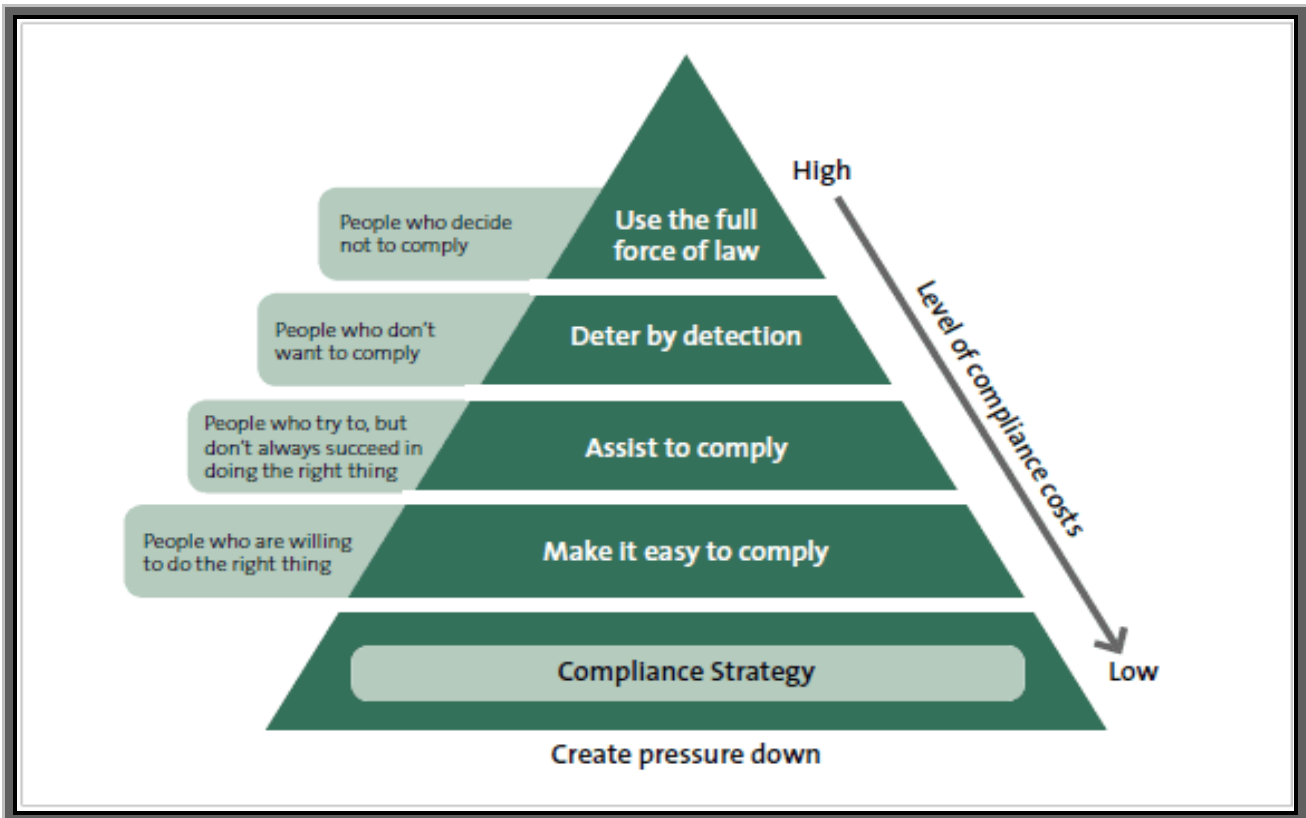 High
People who decide
not to comply
Use the full
force of law
Level of compliance costs
People who don't
want to comply
Deter by detection
People who try to, but
don't always succeed in
doing the right thing
Assist to comply
People who are willing
to do the right thing
Make it easy to comply
Compliance Strategy
Low
Create pressure down